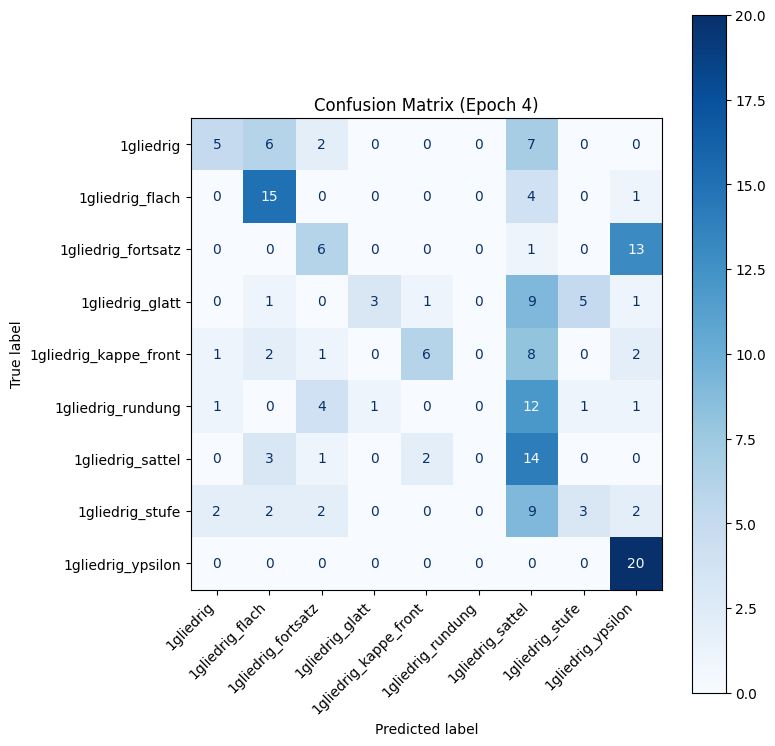 Confusion Matrix (Epoch 4)
True label
1gliedrig 5 6 2 0 0 0 7 0 0
1gliedrig_flach 0 15 0 0 0 0 4 0 1
1gliedrig_fortsatz 0 0 6 0 0 0 1 0 13
1gliedrig_glatt 0 1 0 3 1 0 9 5 1
1gliedrig_kappe_front 1 2 1 0 6 0 8 0 2
1gliedrig_rundung 1 0 4 1 0 0 12 1 1
1gliedrig_sattel 0 3 1 0 2 0 14 0 0
1gliedrig_stufe 2 2 2 0 0 0 9 3 2
1gliedrig_ypsilon 0 0 0 0 0 0 0 0 20
1gliedrig
1gliedrig_flach
1gliedrig_fortsatz
1gliedrig_glatt
1gliedrig_kappe_front
1gliedrig_rundung
1gliedrig_sattel
1gliedrig_stufe
1gliedrig_ypsilon
Predicted label
20.0
17.5
15.0
12.5
10.0
7.5
5.0
2.5
0.0